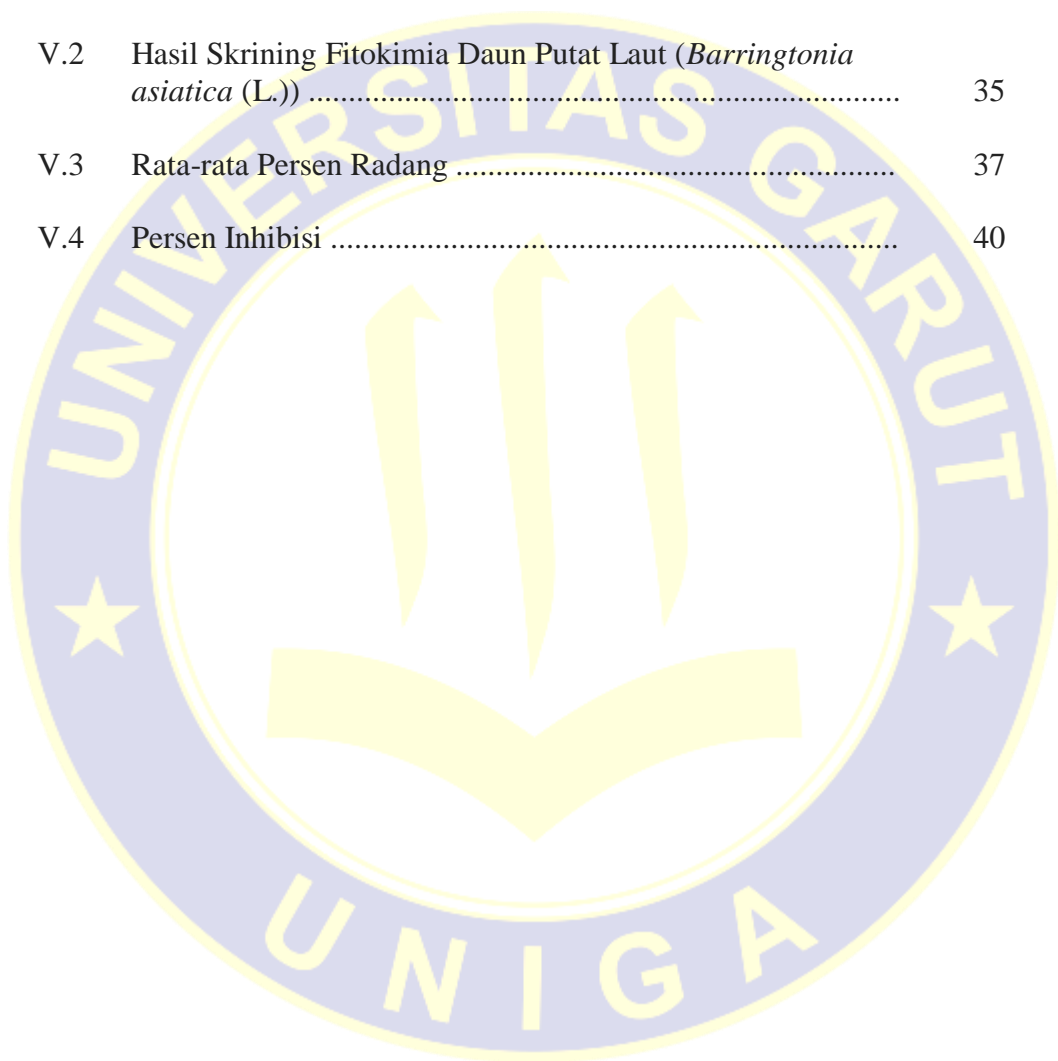 V.2 Hasil Skrining Fitokimia Daun Putat Laut (Barringtonia
asiatica (L.)) .......................................................................... 35
V.3 Rata-rata Persen Radang ....................................................... 37
V.4 Persen Inhibisi ....................................................................... 40
UNIVERSITAS GARUT
UNIGA